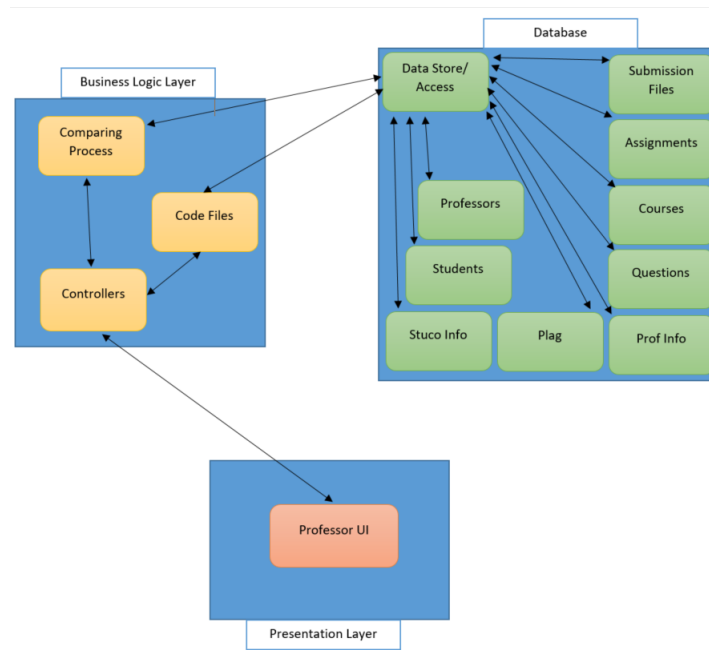 Database
Data Store/
Access
Submission
Files
Business Logic Layer
Comparing
Process
Assignments
Professors
Code Files
Courses
Students
Questions
Controllers
Stuco Info
Plag
Prof Info
Professor UI
Presentation Layer